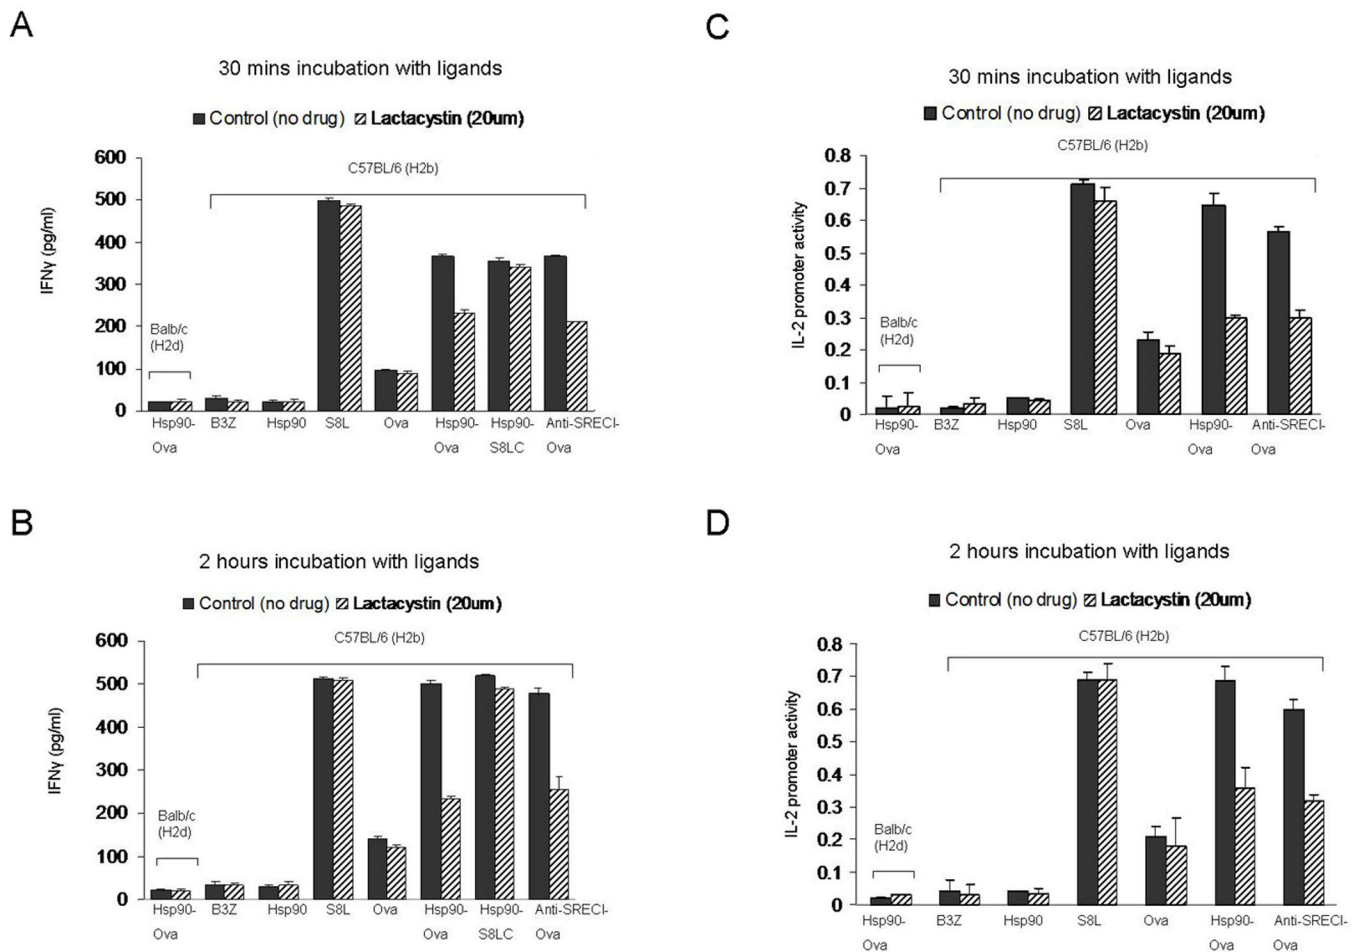 A
30 mins incubation with ligands
Control (no drug) Lactacystin (20um)
C57BL/6 (H2b)
600
500
400
300
200
100
0
IFNγ (pg/ml)
Balb/c
(H2d)
Hsp90- B3Z Hsp90 S8L Ova Hsp90- Hsp90- Anti-SRECI-
Ova Ova S8LC Ova
B
2 hours incubation with ligands
Control (no drug) Lactacystin (20um)
C57BL/6 (H2b)
600
500
400
300
200
100
0
IFNγ (pg/ml)
Balb/c
(H2d)
Hsp90- B3Z Hsp90 S8L Ova Hsp90- Hsp90- Anti-SRECI-
Ova Ova S8LC Ova
C
30 mins incubation with ligands
Control (no drug) Lactacystin (20um)
C57BL/6 (H2b)
0.8
0.7
0.6
0.5
0.4
0.3
0.2
0.1
0
IL-2 promoter activity
Balb/c
(H2d)
Hsp90- B3Z Hsp90 S8L Ova Hsp90- Anti-SRECI-
Ova Ova Ova
D
2 hours incubation with ligands
Control (no drug) Lactacystin (20um)
C57BL/6 (H2b)
0.8
0.7
0.6
0.5
0.4
0.3
0.2
0.1
0
IL-2 promoter activity
Balb/c
(H2d)
Hsp90- B3Z Hsp90 S8L Ova Hsp90- Anti-SRECI-
Ova Ova Ova